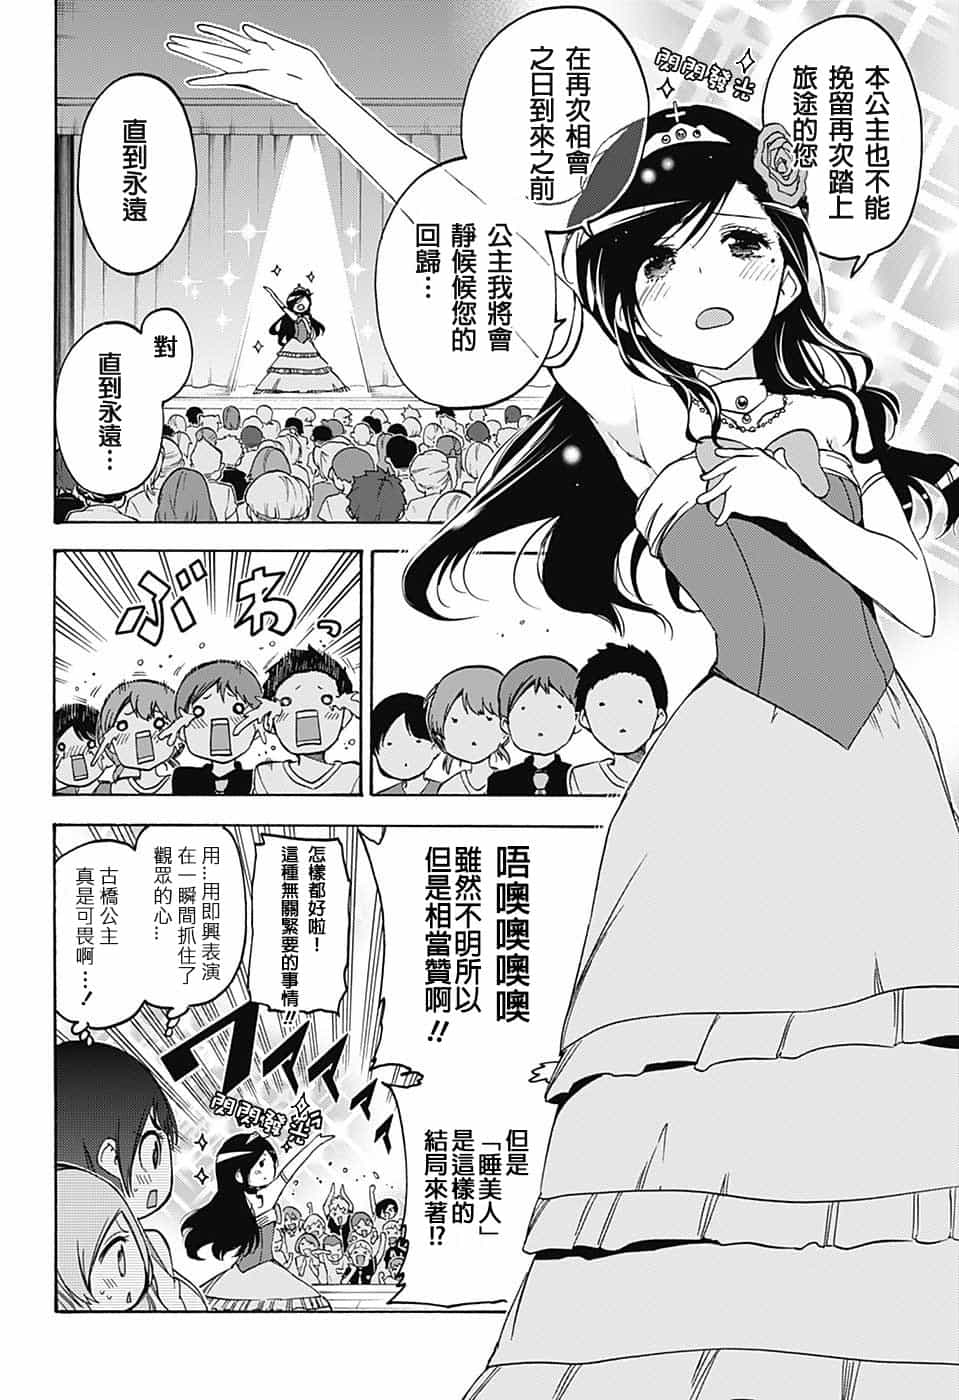 本公主也不能
挽留再次踏上
旅途的您
閃閃發光
在再次相會
之日到來之前
公主我將會
靜候候您的
回歸…
直到永遠
對
直到永遠…
ぶわっ
唔噢噢噢噢
雖然不明所以
但是相當贊啊!!
但是
「睡美人」
是這樣的
結局來著!?
怎樣都好啦！
這種無關緊要的事情!!
ワァァァァ
閃閃發光
用…用即興表演
在一瞬間抓住了
觀眾的心…
古橋公主
真是可畏啊…!